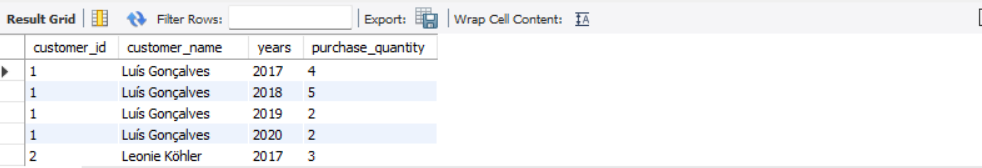 Result Grid Filter Rows: Export: Wrap Cell Content: IA
customer_id customer_name years purchase_quantity
1 Luís Gonçalves 2017 4
1 Luís Gonçalves 2018 5
1 Luís Gonçalves 2019 2
1 Luís Gonçalves 2020 2
2 Leonie Köhler 2017 3